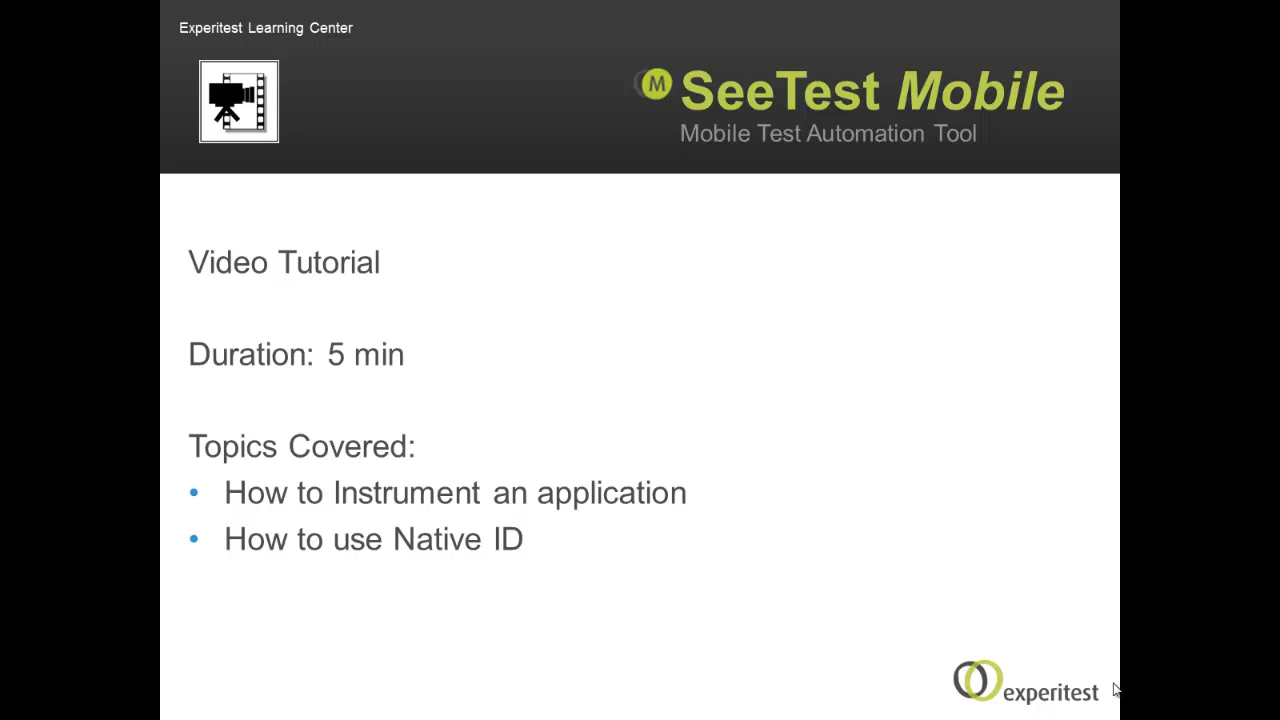 Experitest Learning Center
M SeeTest Mobile
Mobile Test Automation Tool
Video Tutorial
Duration: 5 min
Topics Covered:
• How to Instrument an application
• How to use Native ID
experitest